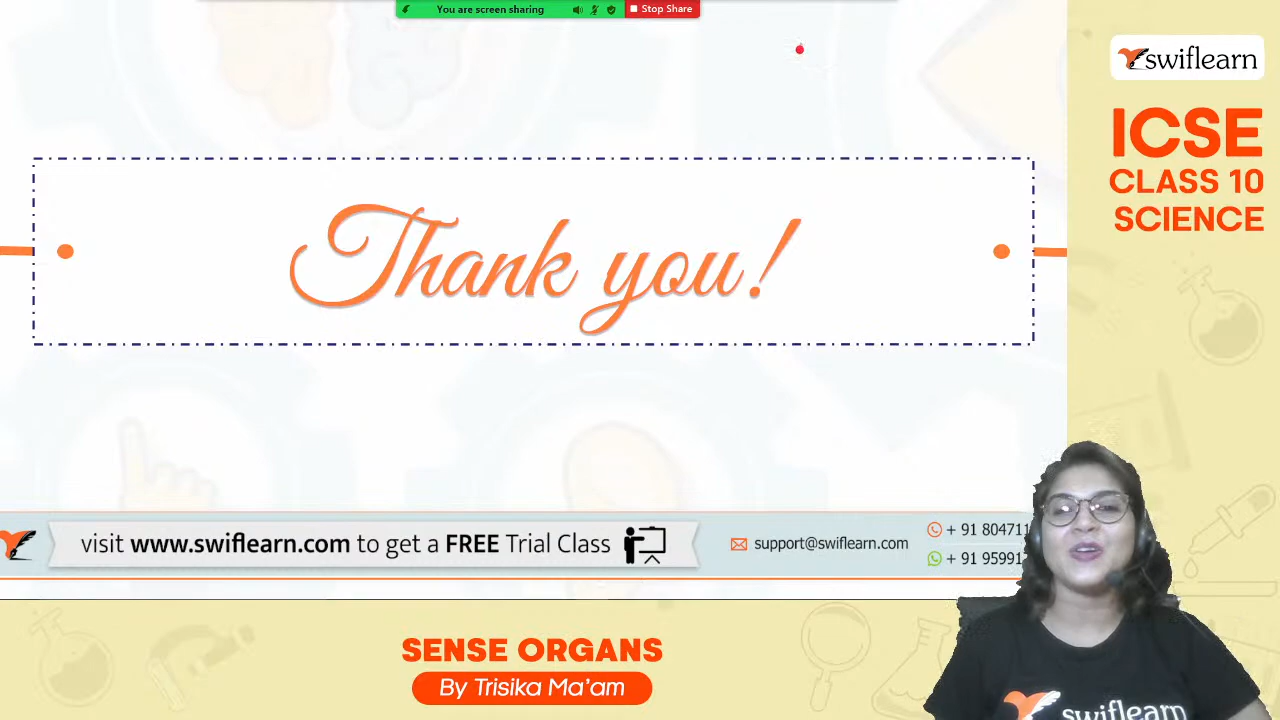 You are screen sharing
Stop Share
swiflearn
ICSE
CLASS 10
SCIENCE
Thank you!
visit www.swiflearn.com to get a FREE Trial Class
support@swiflearn.com
+ 91 804711
+ 91 95991
SENSE ORGANS
By Trisika Ma'am
swiflearn